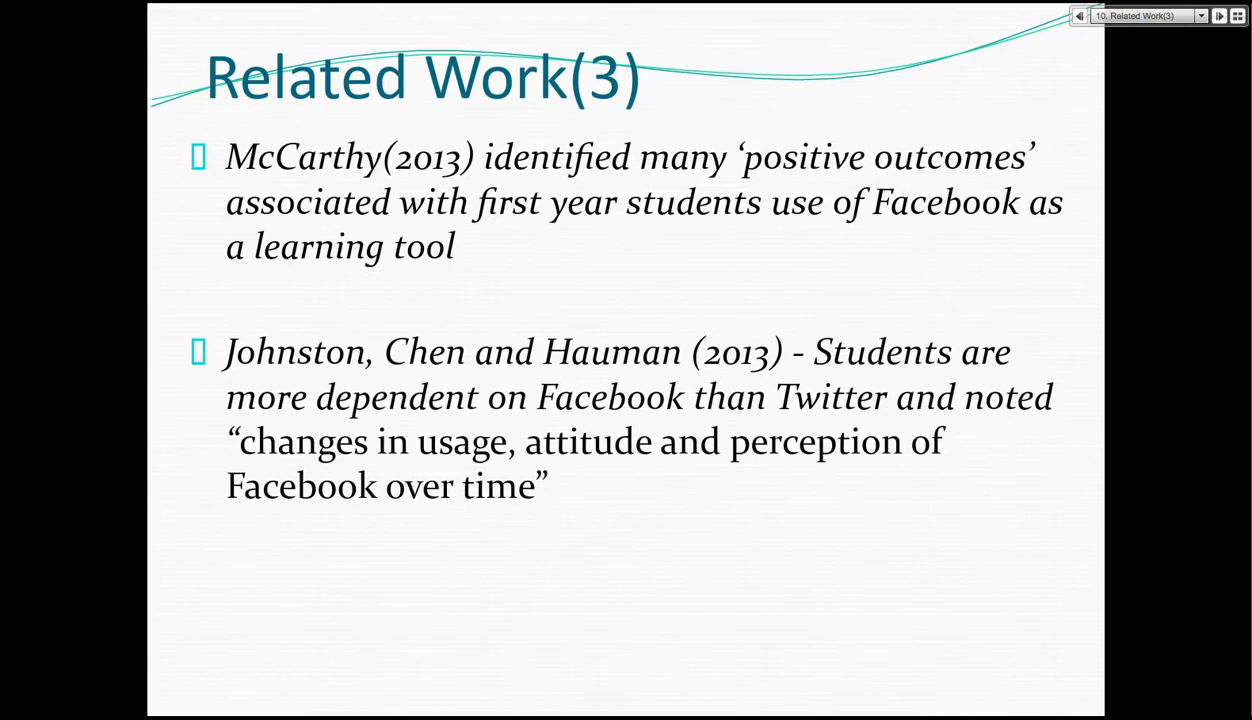 10. Related Work(3)
Related Work(3)
McCarthy(2013) identified many ‘positive outcomes’
associated with first year students use of Facebook as
a learning tool
Johnston, Chen and Hauman (2013) - Students are
more dependent on Facebook than Twitter and noted
“changes in usage, attitude and perception of
Facebook over time”